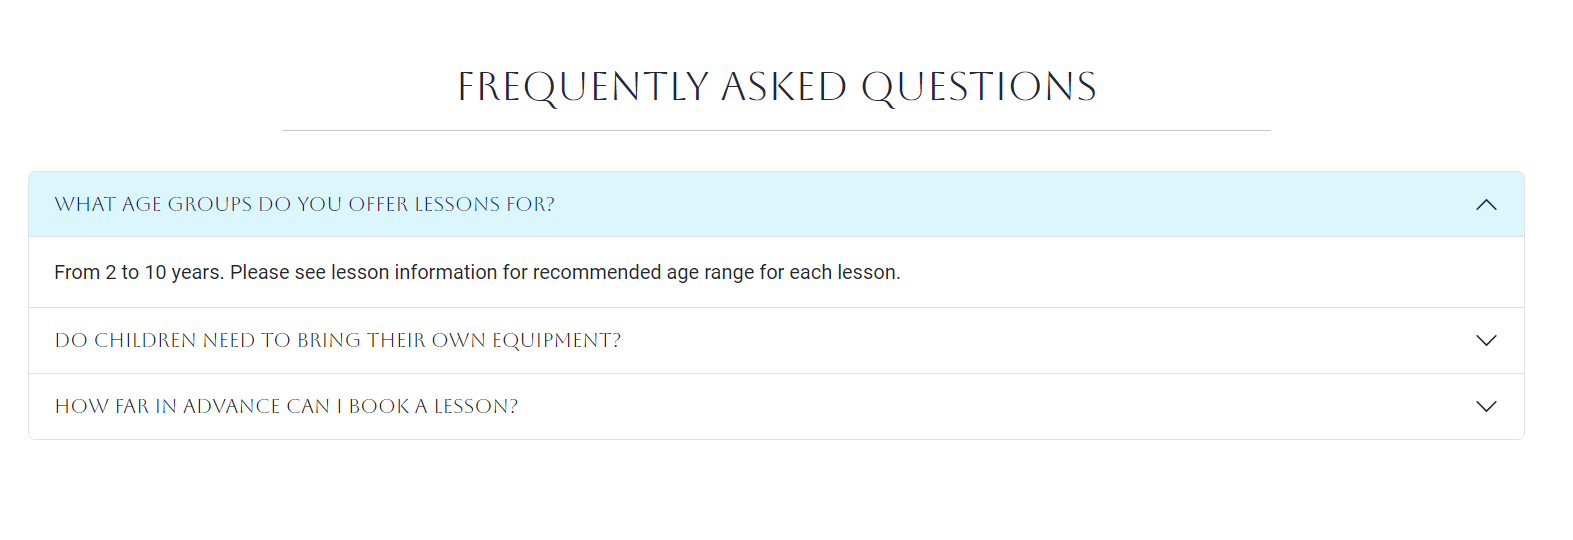 FREQUENTLY ASKED QUESTIONS
WHAT AGE GROUPS DO YOU OFFER LESSONS FOR?
From 2 to 10 years. Please see lesson information for recommended age range for each lesson.
DO CHILDREN NEED TO BRING THEIR OWN EQUIPMENT?
HOW FAR IN ADVANCE CAN I BOOK A LESSON?